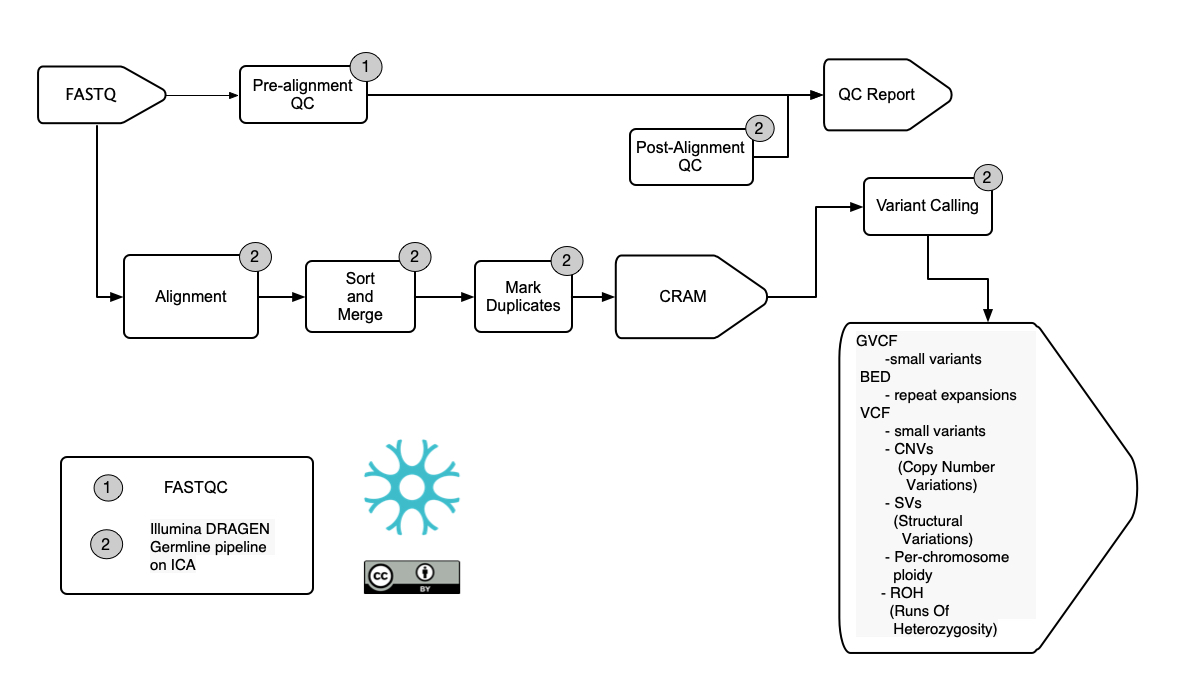 FASTQ
Pre-alignment
QC
1
QC Report
Post-Alignment
QC
2
Variant Calling
2
Alignment
2
Sort
and
Merge
2
Mark
Duplicates
2
CRAM
GVCF
-small variants
BED
- repeat expansions
VCF
- small variants
- CNVs
(Copy Number
Variations)
- SVs
(Structural
Variations)
- Per-chromosome
ploidy
- ROH
(Runs Of
Heterozygosity)
1
FASTQC
2
Illumina DRAGEN
Germline pipeline
on ICA
cc
BY